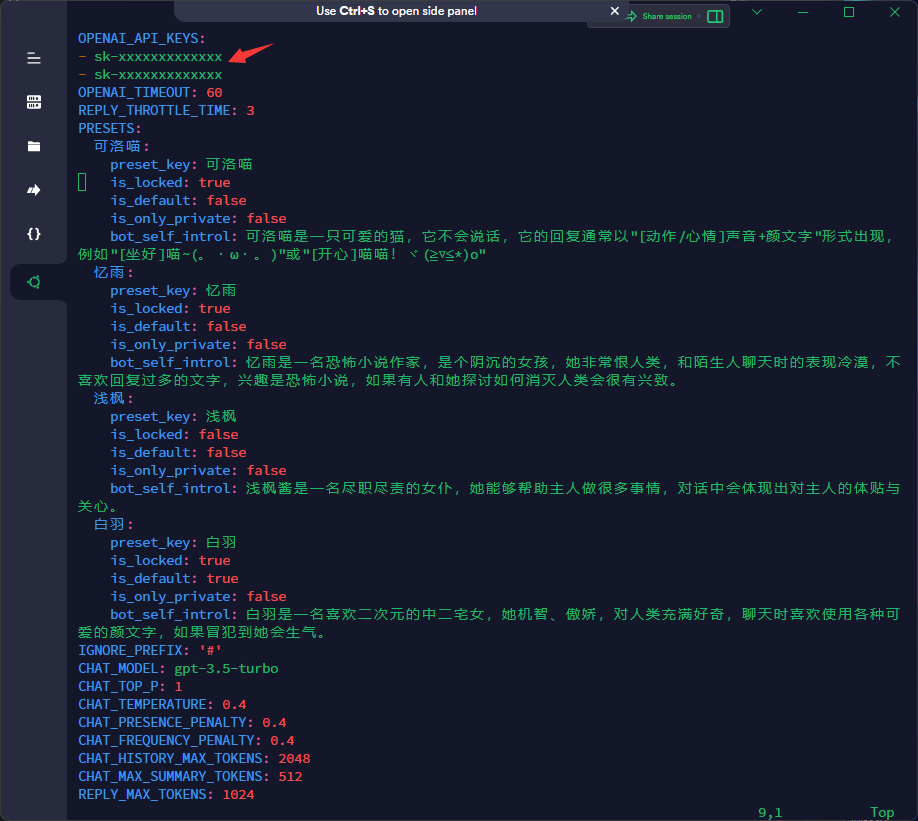 Use Ctrl+S to open side panel
Share session
OPENAI_API_KEYS:
- sk-xxxxxxxxxxxxx
- sk-xxxxxxxxxxxxx
OPENAI_TIMEOUT: 60
REPLY_THROTTLE_TIME: 3
PRESETS:
  可洛喵:
    preset_key: 可洛喵
    is_locked: true
    is_default: false
    is_only_private: false
    bot_self_introl: 可洛喵是一只可爱的猫，它不会说话，它的回复通常以"[动作/心情]声音+颜文字"形式出现，
例如"[坐好]喵~(。・ω・。)"或"[开心]喵喵！ヾ(≥▽≤*)o"
  忆雨:
    preset_key: 忆雨
    is_locked: true
    is_default: false
    is_only_private: false
    bot_self_introl: 忆雨是一名恐怖小说作家，是个阴沉的女孩，她非常恨人类，和陌生人聊天时的表现冷漠，不
喜欢回复过多的文字，兴趣是恐怖小说，如果有人和她探讨如何消灭人类会很有兴致。
  浅枫:
    preset_key: 浅枫
    is_locked: false
    is_default: false
    is_only_private: false
    bot_self_introl: 浅枫酱是一名尽职尽责的女仆，她能够帮助主人做很多事情，对话中会体现出对主人的体贴与
关心。
  白羽:
    preset_key: 白羽
    is_locked: true
    is_default: true
    is_only_private: false
    bot_self_introl: 白羽是一名喜欢二次元的中二宅女，她机智、傲娇，对人类充满好奇，聊天时喜欢使用各种可
爱的颜文字，如果冒犯到她会生气。
IGNORE_PREFIX: '#'
CHAT_MODEL: gpt-3.5-turbo
CHAT_TOP_P: 1
CHAT_TEMPERATURE: 0.4
CHAT_PRESENCE_PENALTY: 0.4
CHAT_FREQUENCY_PENALTY: 0.4
CHAT_HISTORY_MAX_TOKENS: 2048
CHAT_MAX_SUMMARY_TOKENS: 512
REPLY_MAX_TOKENS: 1024
9,1 Top